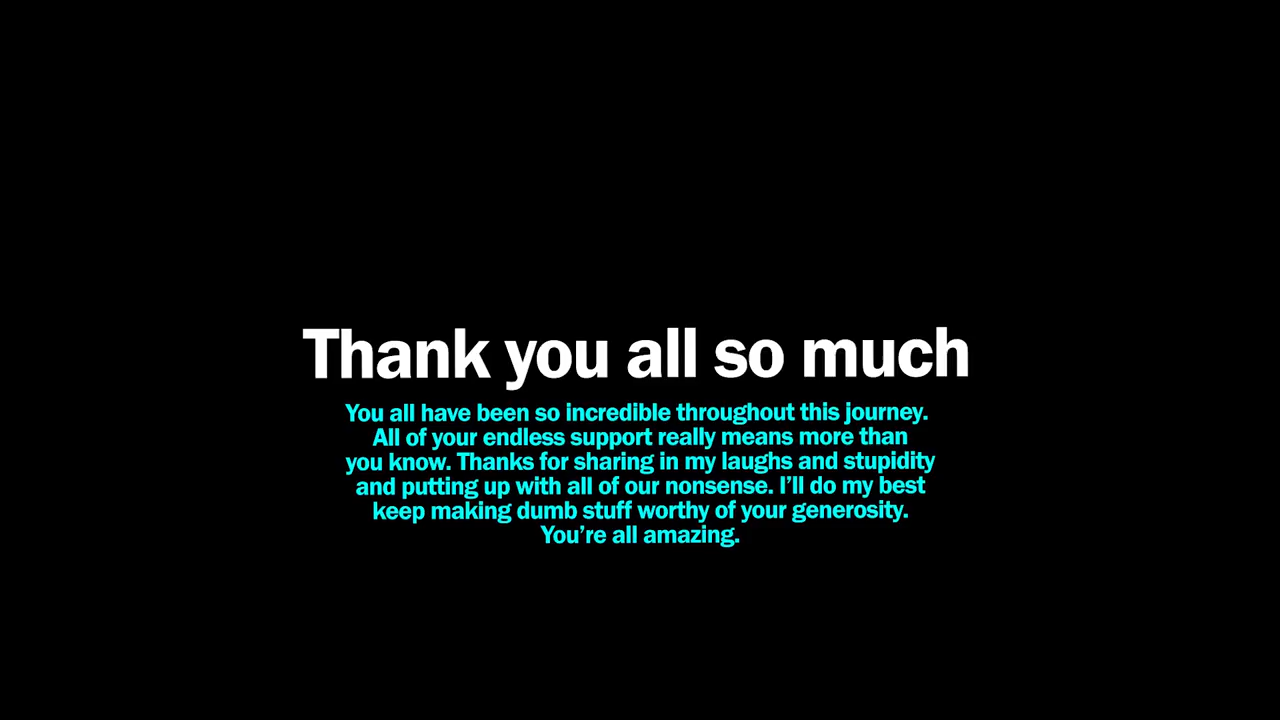 Thank you all so much
You all have been so incredible throughout this journey.
All of your endless support really means more than
you know. Thanks for sharing in my laughs and stupidity
and putting up with all of our nonsense. I’ll do my best
keep making dumb stuff worthy of your generosity.
You’re all amazing.